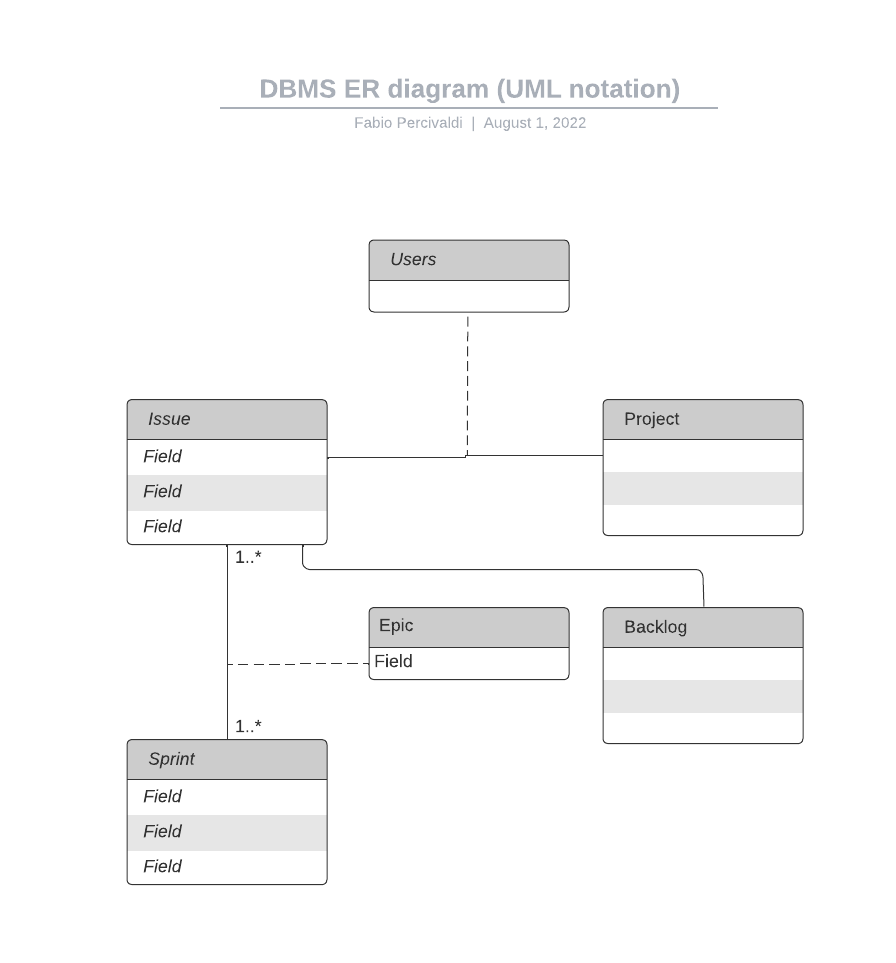 DBMS ER diagram (UML notation)
Fabio Percivaldi | August 1, 2022
Users
Issue
Field
Field
Field
Project
1..*
Epic
Field
Backlog
1..*
Sprint
Field
Field
Field